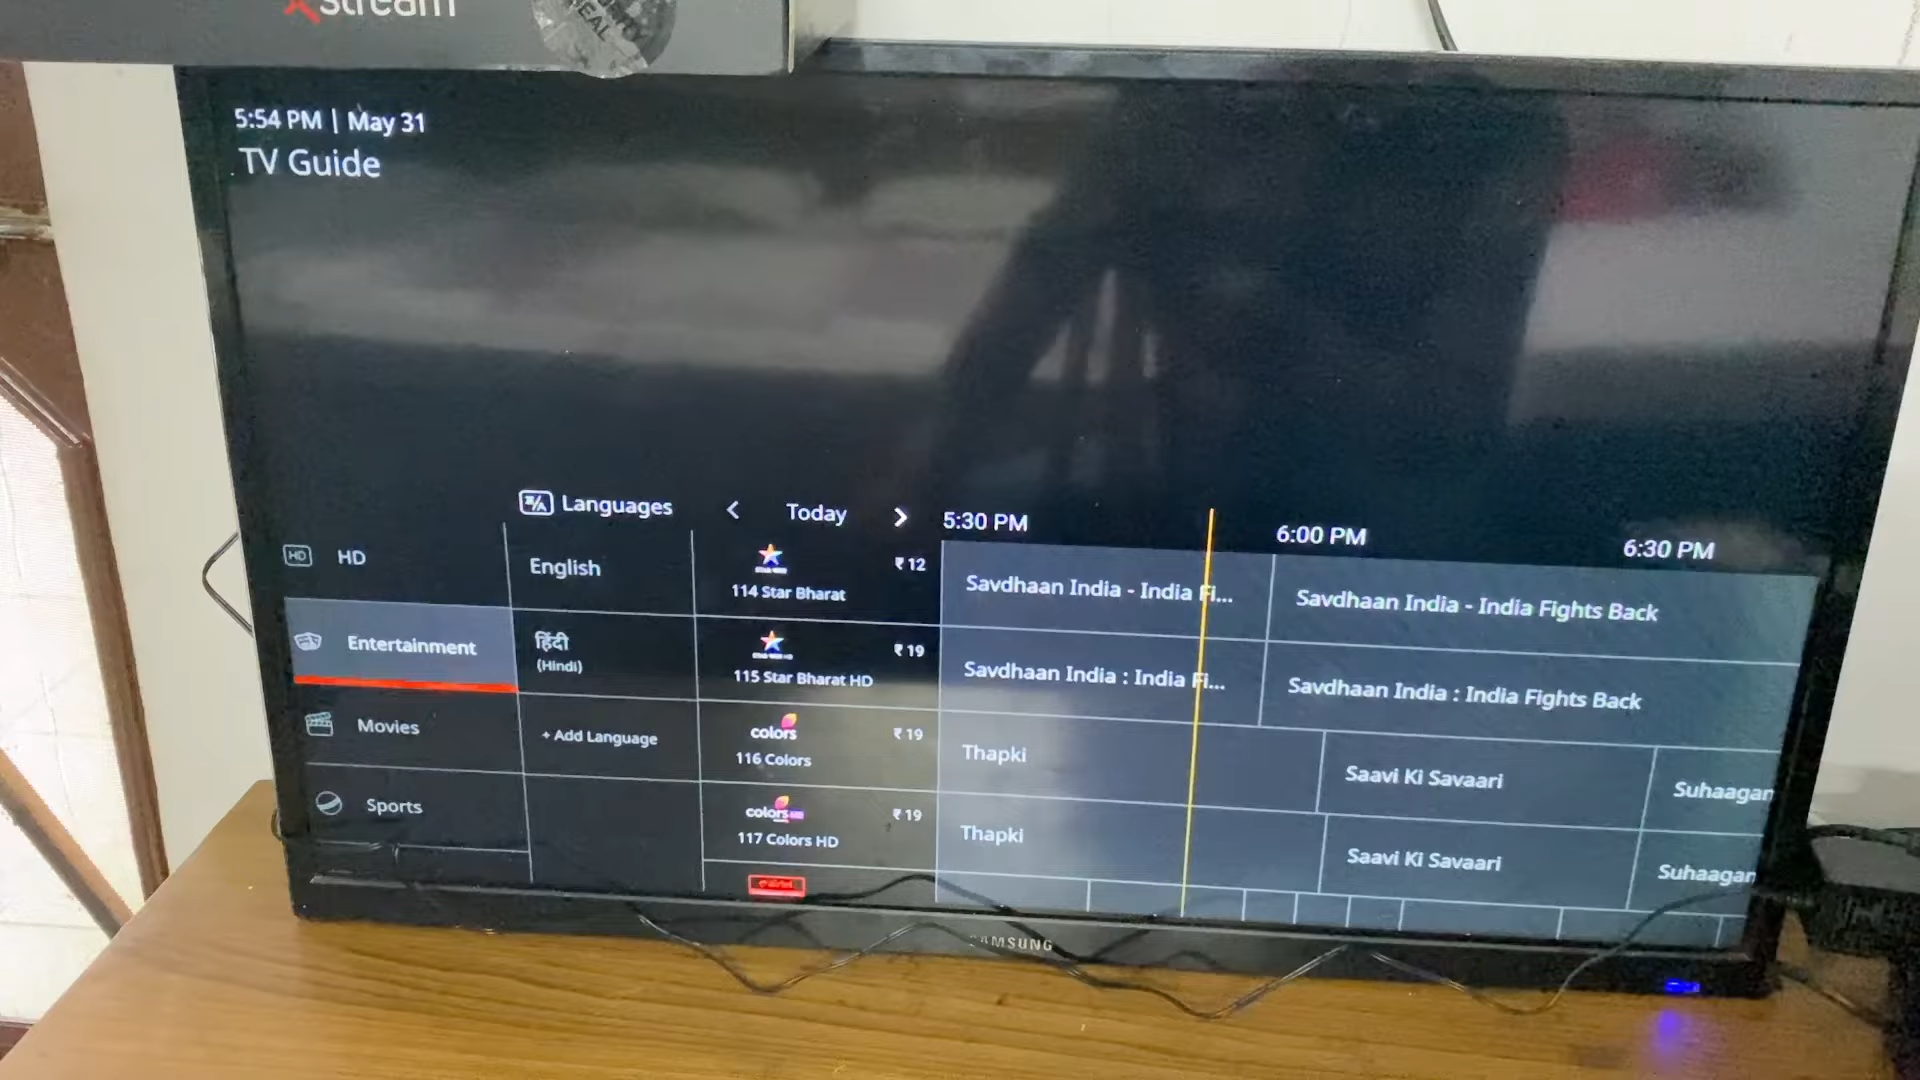 Xstream
SEAL
5:54 PM | May 31
TV Guide
Languages
< Today >
5:30 PM
6:00 PM
6:30 PM
HD HD
Entertainment
Movies
Sports
English
हिंदी
(Hindi)
+ Add Language
₹ 12
114 Star Bharat
Savdhaan India - India Fi...
Savdhaan India - India Fights Back
₹ 19
115 Star Bharat HD
Savdhaan India : India Fi...
Savdhaan India : India Fights Back
colors
₹ 19
116 Colors
Thapki
Saavi Ki Savaari
Suhaagan
colors
₹ 19
117 Colors HD
Thapki
Saavi Ki Savaari
Suhaagan
airtel
SAMSUNG